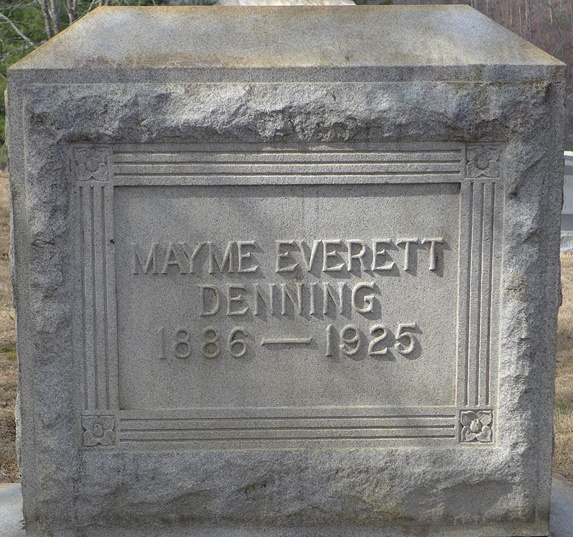 MAYME EVERETT
DENNING
1886 — 1925